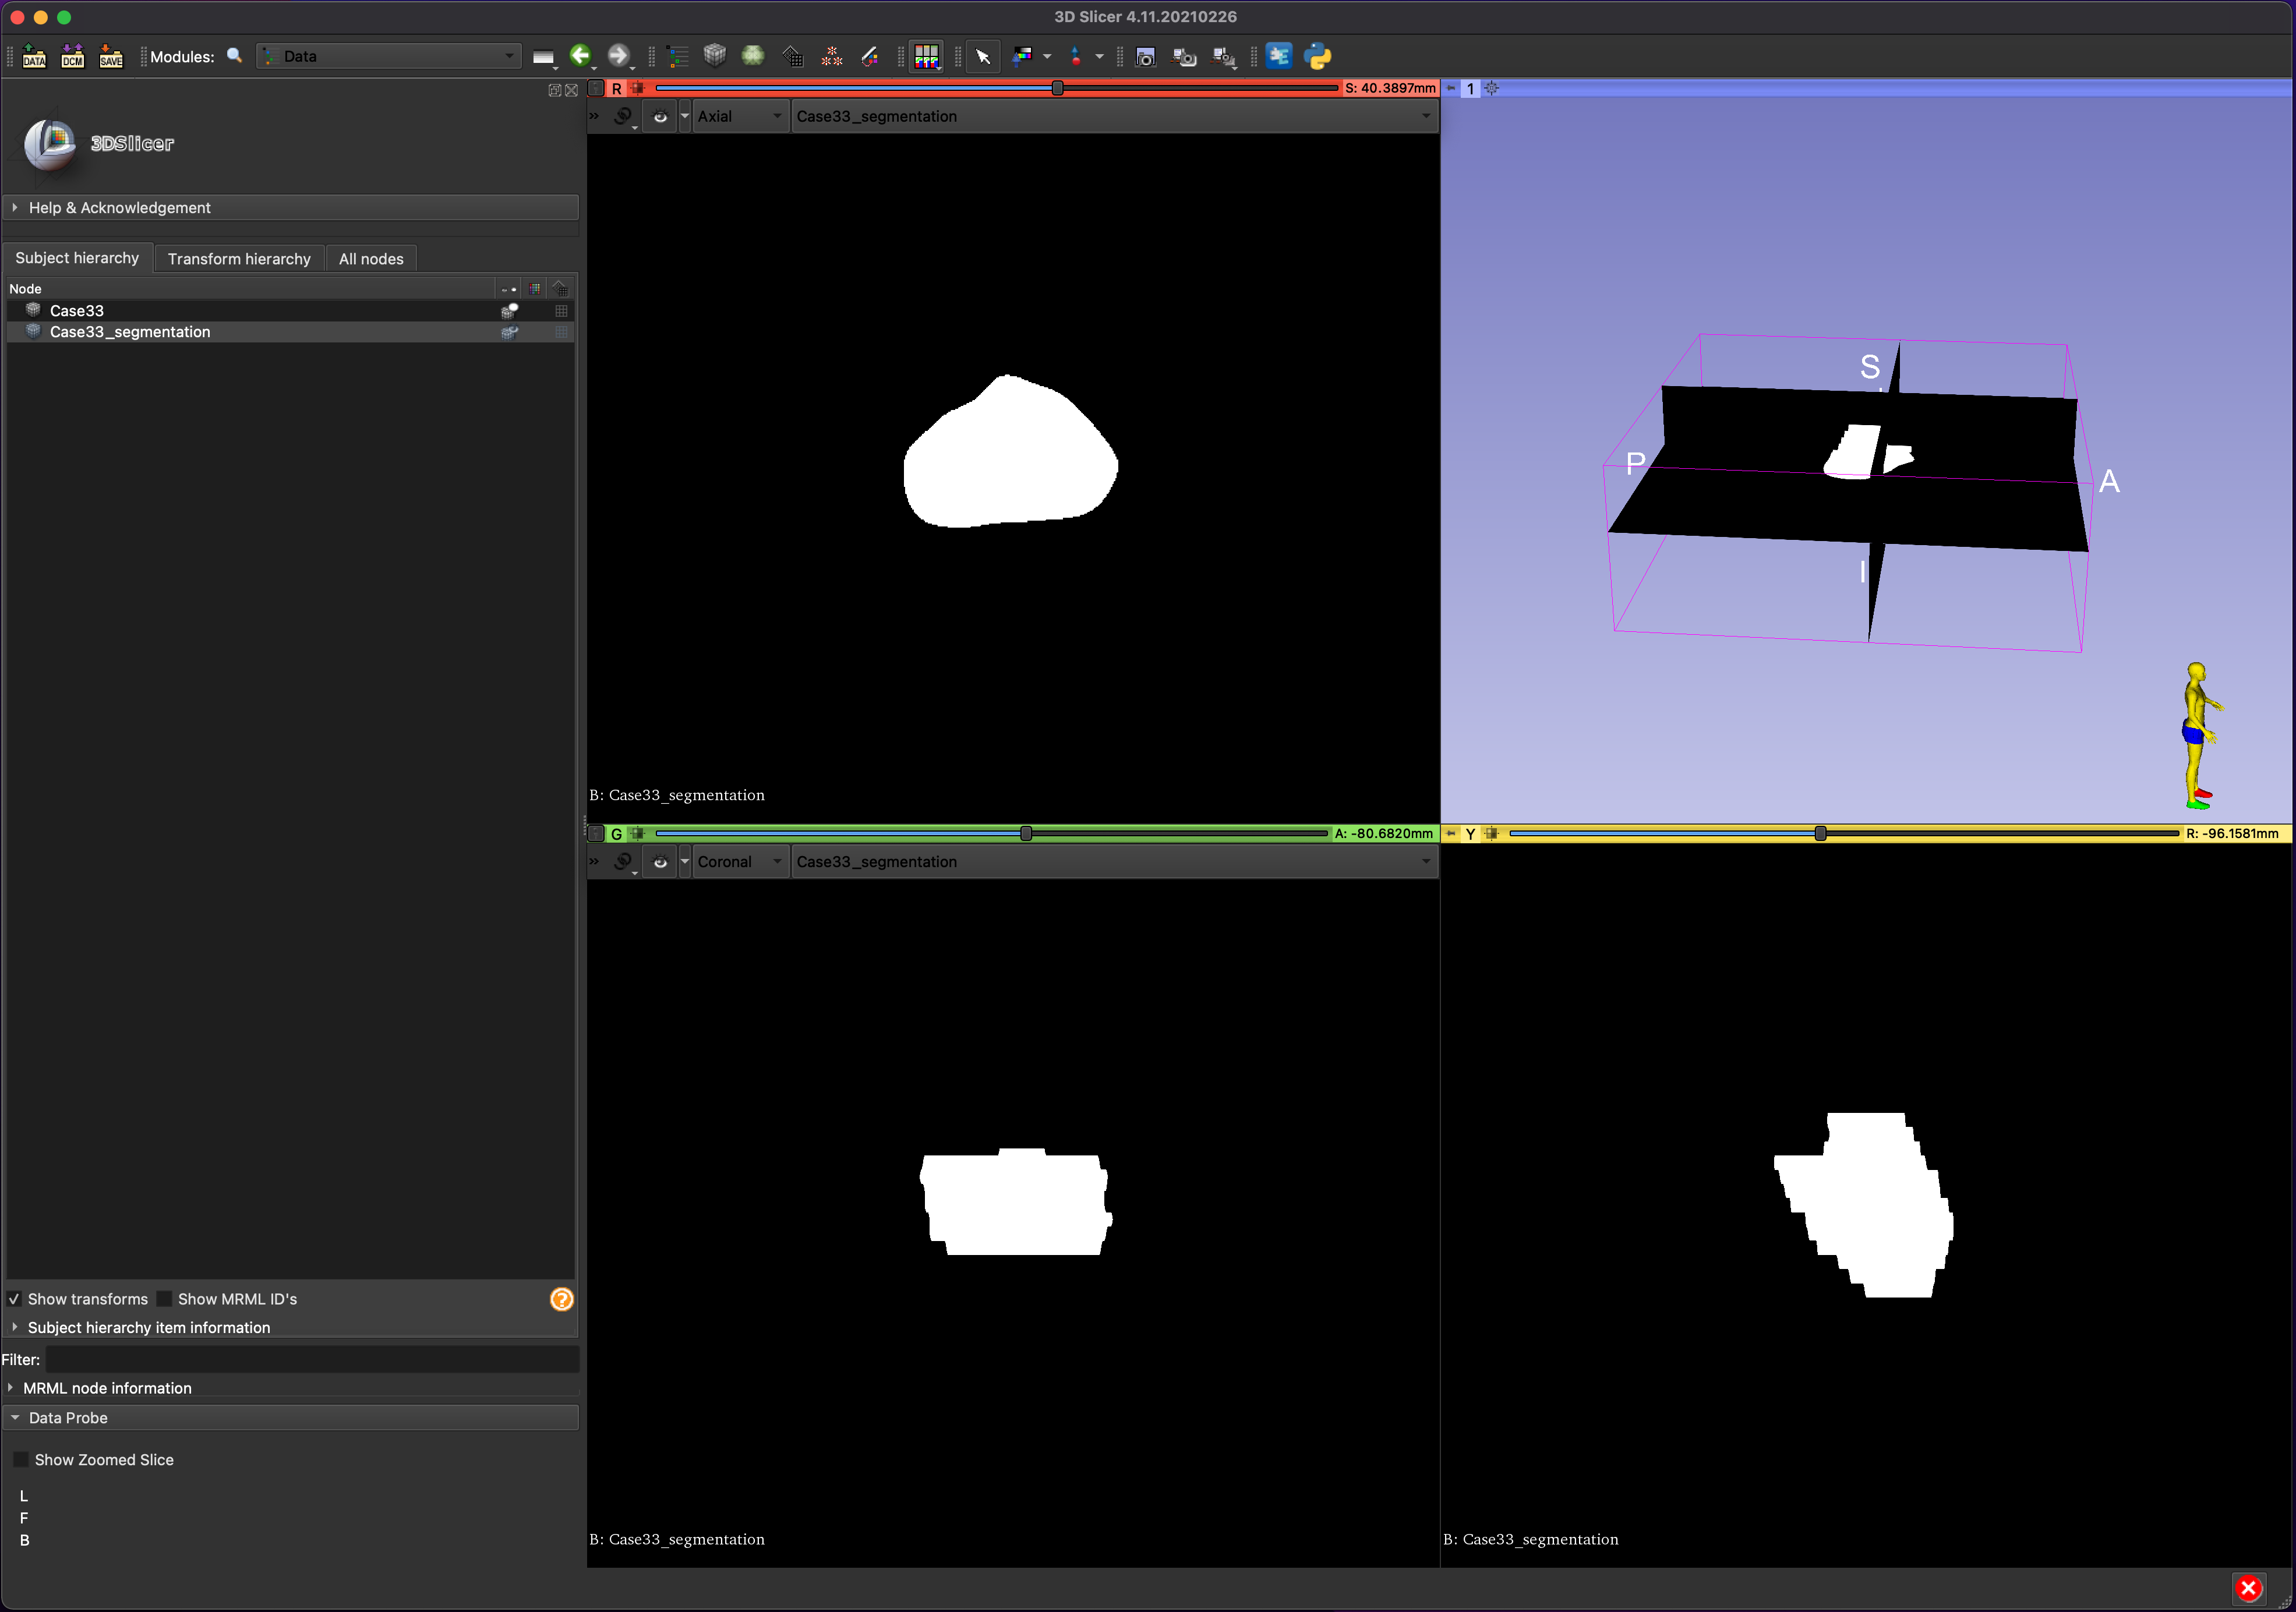 3D Slicer 4.11.20210226
DATA
DCM
SAVE
Modules:
Data
3DSlicer
Help & Acknowledgement
Subject hierarchy
Transform hierarchy
All nodes
Node
Case33
Case33_segmentation
Show transforms
Show MRML ID's
Subject hierarchy item information
Filter:
MRML node information
Data Probe
Show Zoomed Slice
L
F
B
R
S: 40.3897mm
Axial
Case33_segmentation
B: Case33_segmentation
1
S
P
A
I
G
A: -80.6820mm
Coronal
Case33_segmentation
B: Case33_segmentation
Y
R: -96.1581mm
B: Case33_segmentation